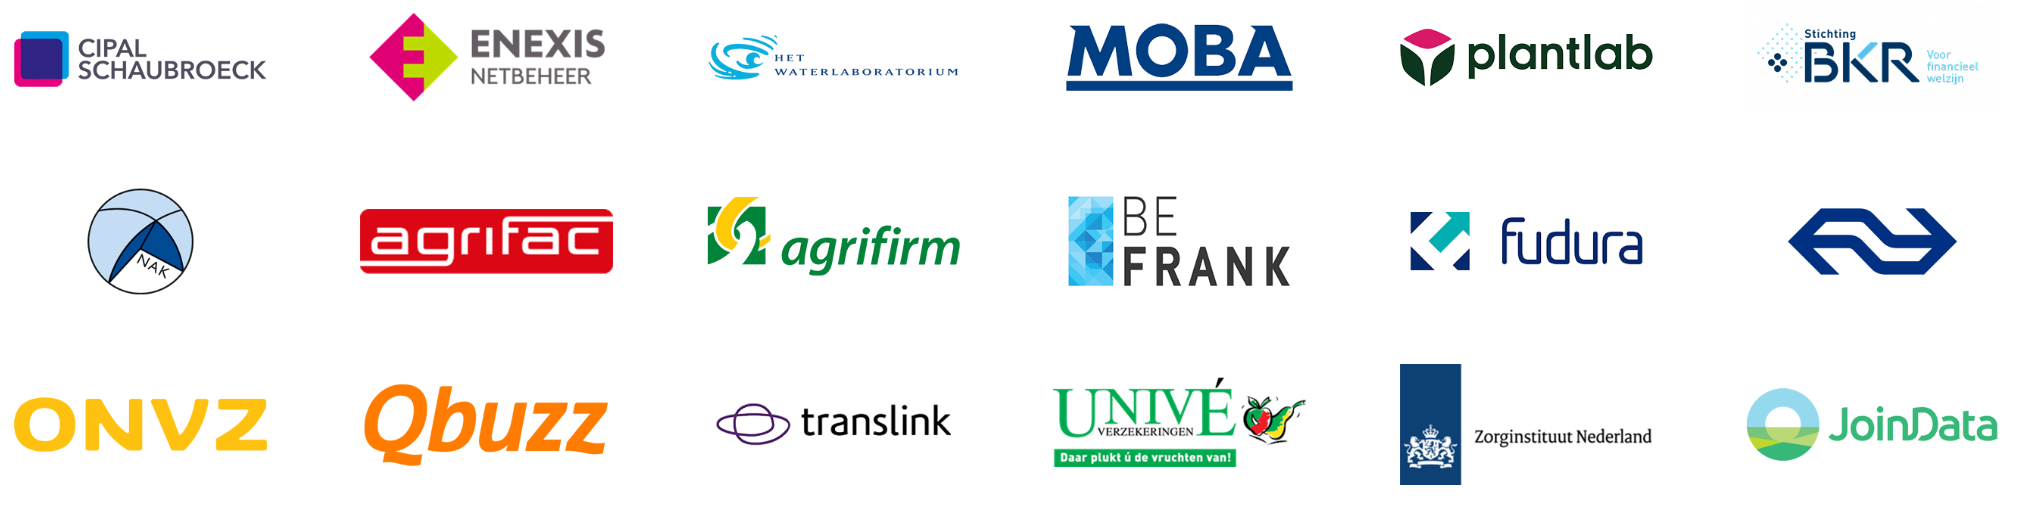 CIPAL
SCHAUBROECK
ENEXIS
NETBEHEER
HET
WATERLABORATORIUM
MOBA
plantlab
Stichting
BKR
Voor
financieel
welzijn
NAK
agrifac
agrifirm
BE
FRANK
fudura
ONVZ
Qbuzz
translink
UNIVÉ
VERZEKERINGEN
Daar plukt ú de vruchten van!
Zorginstituut Nederland
JoinData